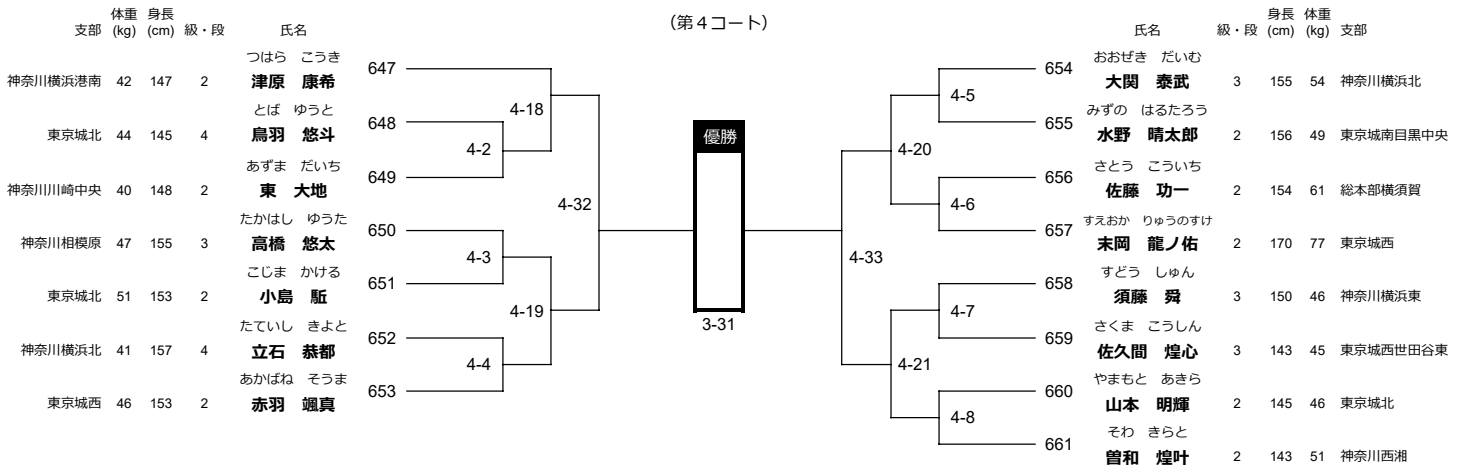 (第4コート)
支部 体重(kg) 身長(cm) 級・段 氏名
つはら こうき
神奈川横浜港南 42 147 2 津原 康希 647
とば ゆうと
東京城北 44 145 4 鳥羽 悠斗 648
あずま だいち
神奈川川崎中央 40 148 2 東 大地 649
たかはし ゆうた
神奈川相模原 47 155 3 高橋 悠太 650
こじま かける
東京城北 51 153 2 小島 駈 651
たていし きよと
神奈川横浜北 41 157 4 立石 恭都 652
あかばね そうま
東京城西 46 153 2 赤羽 颯真 653
4-18
4-2
4-32
4-3
4-19
4-4
優勝
3-31
4-5
4-20
4-6
4-33
4-7
4-21
4-8
氏名 級・段 身長(cm) 体重(kg) 支部
おおぜき だいむ
654 大関 泰武 3 155 54 神奈川横浜北
みずの はるたろう
655 水野 晴太郎 2 156 49 東京城南目黒中央
さとう こういち
656 佐藤 功一 2 154 61 総本部横須賀
すえおか りゅうのすけ
657 末岡 龍ノ佑 2 170 77 東京城西
すどう しゅん
658 須藤 舜 3 150 46 神奈川横浜東
さくま こうしん
659 佐久間 煌心 3 143 45 東京城西世田谷東
やまもと あきら
660 山本 明輝 2 145 46 東京城北
そわ きらと
661 曽和 煌叶 2 143 51 神奈川西湘